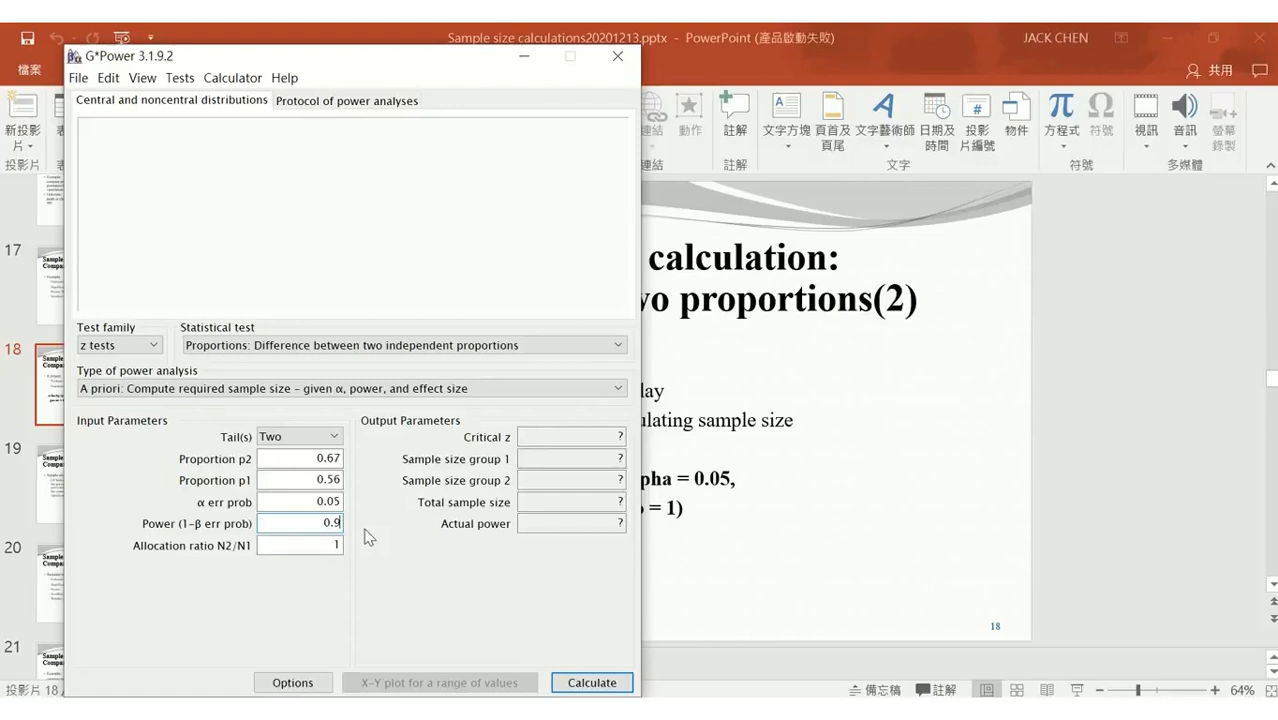 Sample size calculations20201213.pptx - PowerPoint (產品啟動失敗)
JACK CHEN
檔案
共用
G*Power 3.1.9.2
File Edit View Tests Calculator Help
Central and noncentral distributions
Protocol of power analyses
新投影
片
投影片
連結
動作
連結
註解
註解
文字方塊
頁首及
頁尾
文字藝術師
日期及
時間
投影
片編號
物件
文字
方程式
符號
符號
視訊
音訊
螢幕
錄製
多媒體
17
18
19
20
21
Test family
Statistical test
z tests
Proportions: Difference between two independent proportions
Type of power analysis
A priori: Compute required sample size - given α, power, and effect size
Input Parameters
Output Parameters
Tail(s) Two
Critical z ?
Proportion p2 0.67
Sample size group 1 ?
Proportion p1 0.56
Sample size group 2 ?
α err prob 0.05
Total sample size ?
Power (1-β err prob) 0.9
Actual power ?
Allocation ratio N2/N1 1
Options
X-Y plot for a range of values
Calculate
calculation:
wo proportions(2)
lay
ulating sample size
pha = 0.05,
o = 1)
18
投影片 18
備忘稿
註解
64%